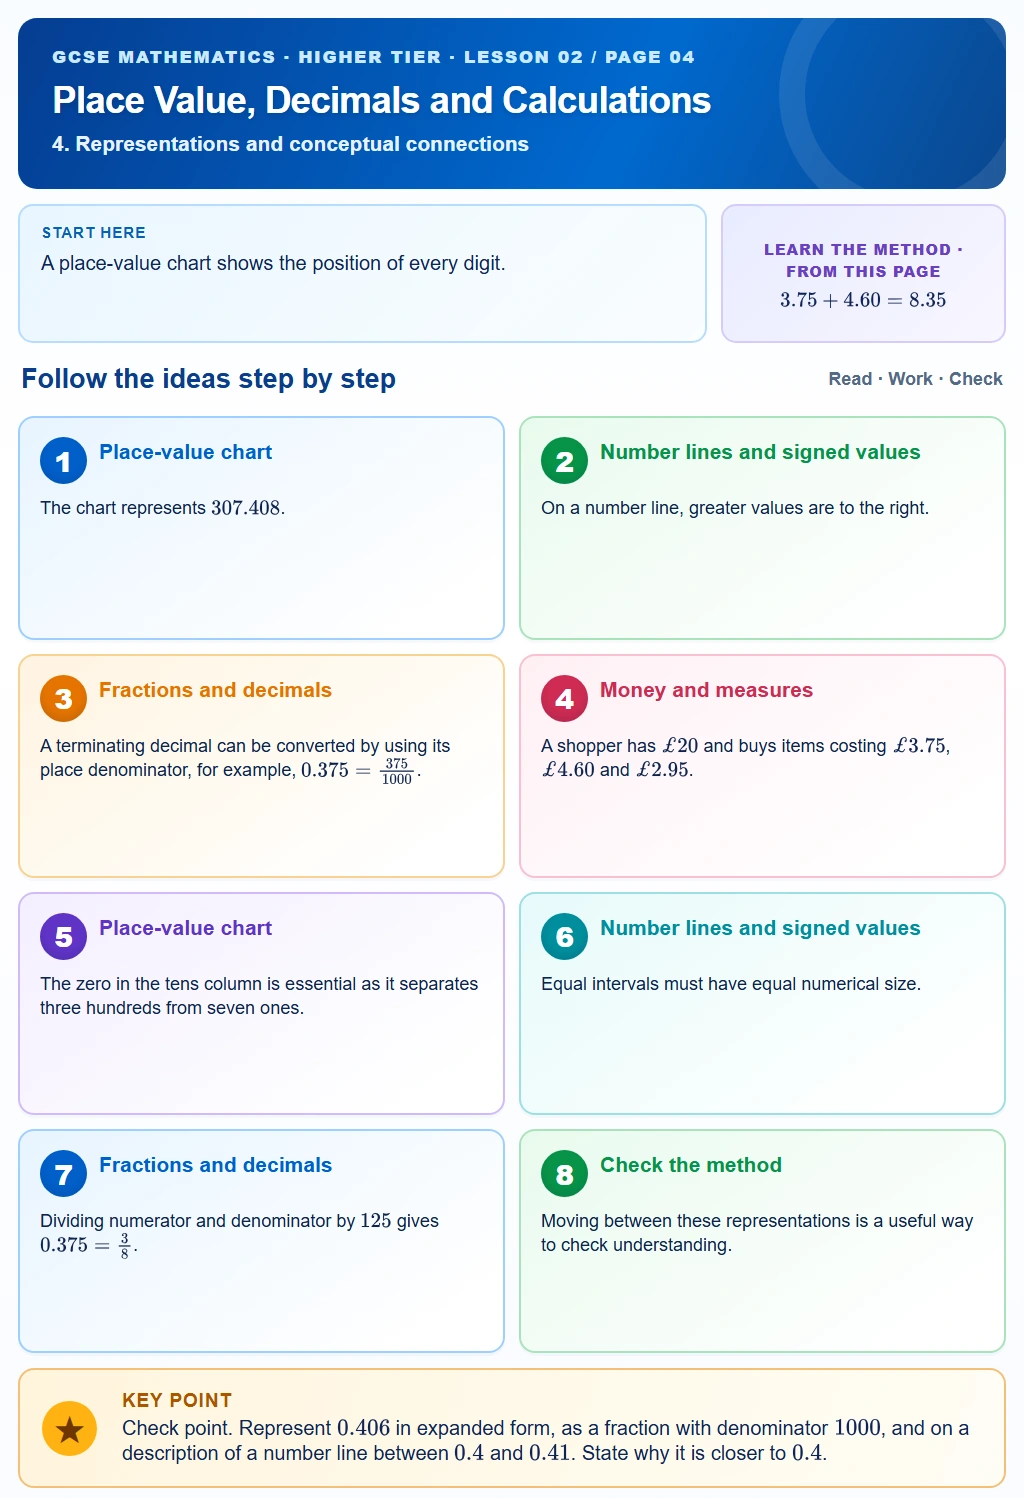 GCSE MATHEMATICS · HIGHER TIER · LESSON 02 / PAGE 04
Place Value, Decimals and Calculations
4. Representations and conceptual connections
START HERE
A place-value chart shows the position of every digit.
LEARN THE METHOD ·
FROM THIS PAGE
3.75 + 4.60 = 8.35
Follow the ideas step by step
Read · Work · Check
1 Place-value chart
The chart represents 307.408.
2 Number lines and signed values
On a number line, greater values are to the right.
3 Fractions and decimals
A terminating decimal can be converted by using its
place denominator, for example, 0.375 = 375/1000.
4 Money and measures
A shopper has £20 and buys items costing £3.75,
£4.60 and £2.95.
5 Place-value chart
The zero in the tens column is essential as it separates
three hundreds from seven ones.
6 Number lines and signed values
Equal intervals must have equal numerical size.
7 Fractions and decimals
Dividing numerator and denominator by 125 gives
0.375 = 3/8.
8 Check the method
Moving between these representations is a useful way
to check understanding.
KEY POINT
Check point. Represent 0.406 in expanded form, as a fraction with denominator 1000, and on a
description of a number line between 0.4 and 0.41. State why it is closer to 0.4.